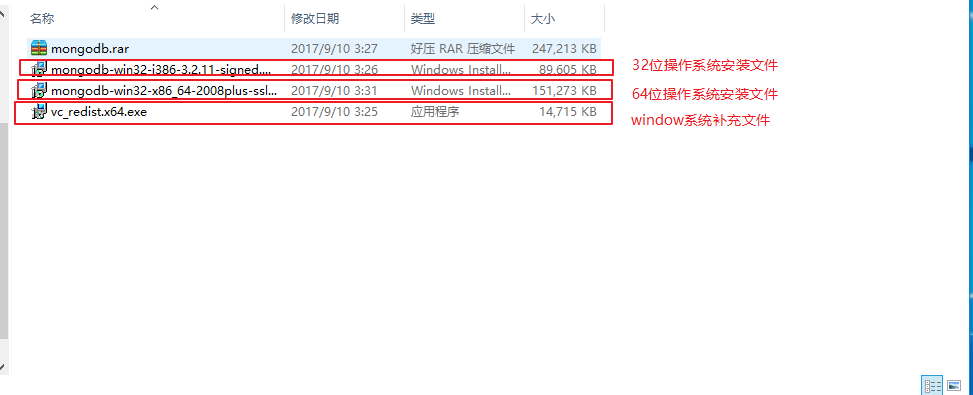 名称 修改日期 类型 大小
mongodb.rar 2017/9/10 3:27 好压 RAR 压缩文件 247,213 KB
mongodb-win32-i386-3.2.11-signed.... 2017/9/10 3:26 Windows Install... 89,605 KB 32位操作系统安装文件
mongodb-win32-x86_64-2008plus-ssl... 2017/9/10 3:31 Windows Install... 151,273 KB 64位操作系统安装文件
vc_redist.x64.exe 2017/9/10 3:25 应用程序 14,715 KB window系统补充文件